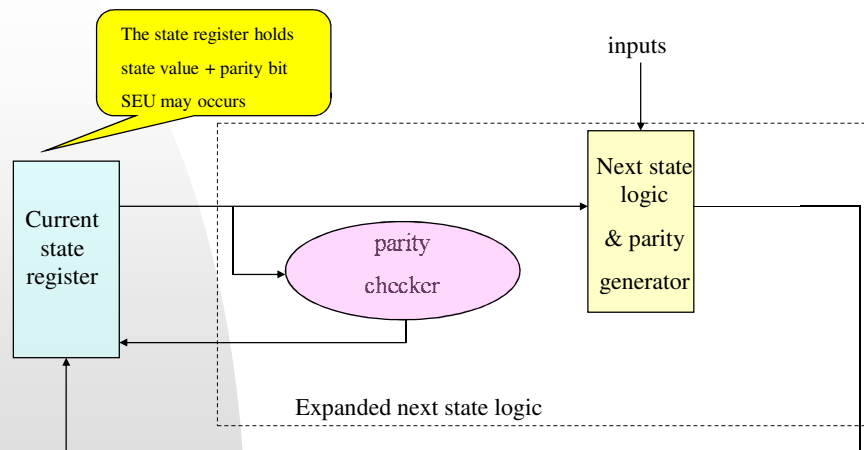 The state register holds
state value + parity bit
SEU may occurs
inputs
Next state
logic
& parity
generator
Current
state
register
parity
checker
Expanded next state logic